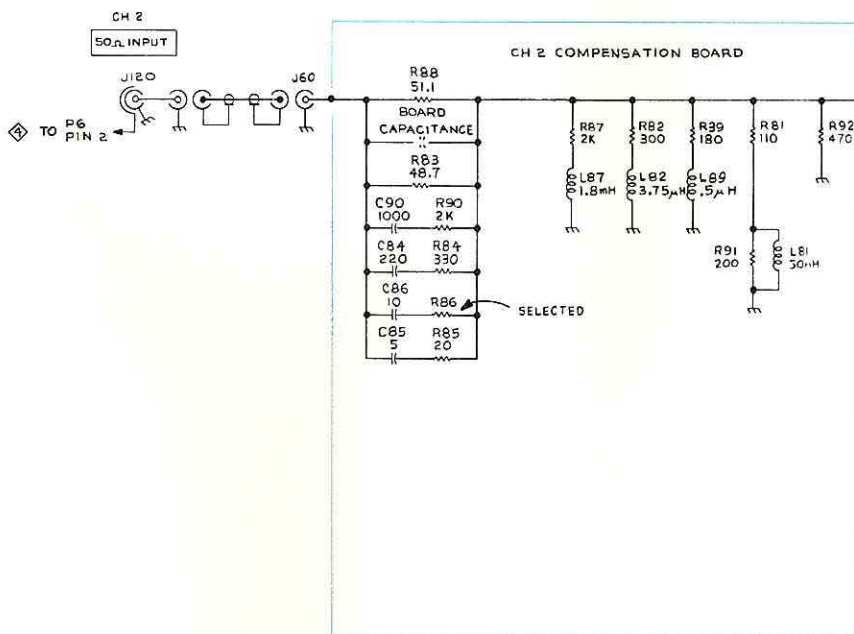 CH 2
50Ω INPUT
J120
J60
4 TO P6
PIN 2
CH 2 COMPENSATION BOARD
R88
51.1
BOARD
CAPACITANCE
R83
48.7
C90
1000
R90
2K
C84
220
R84
330
C86
10
R86
SELECTED
C85
5
R85
20
R87
2K
L87
1.8mH
R82
300
L82
3.75μH
R39
180
L89
.5μH
R81
110
R91
200
L81
50nH
R92
470